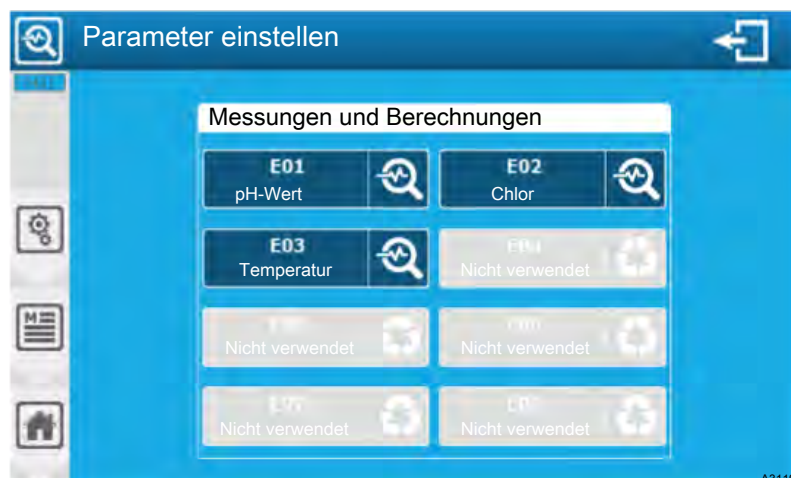 Parameter einstellen
Messungen und Berechnungen
E01
pH-Wert
E02
Chlor
E03
Temperatur
E04
Nicht verwendet
Nicht verwendet
Nicht verwendet
Nicht verwendet
Nicht verwendet
M